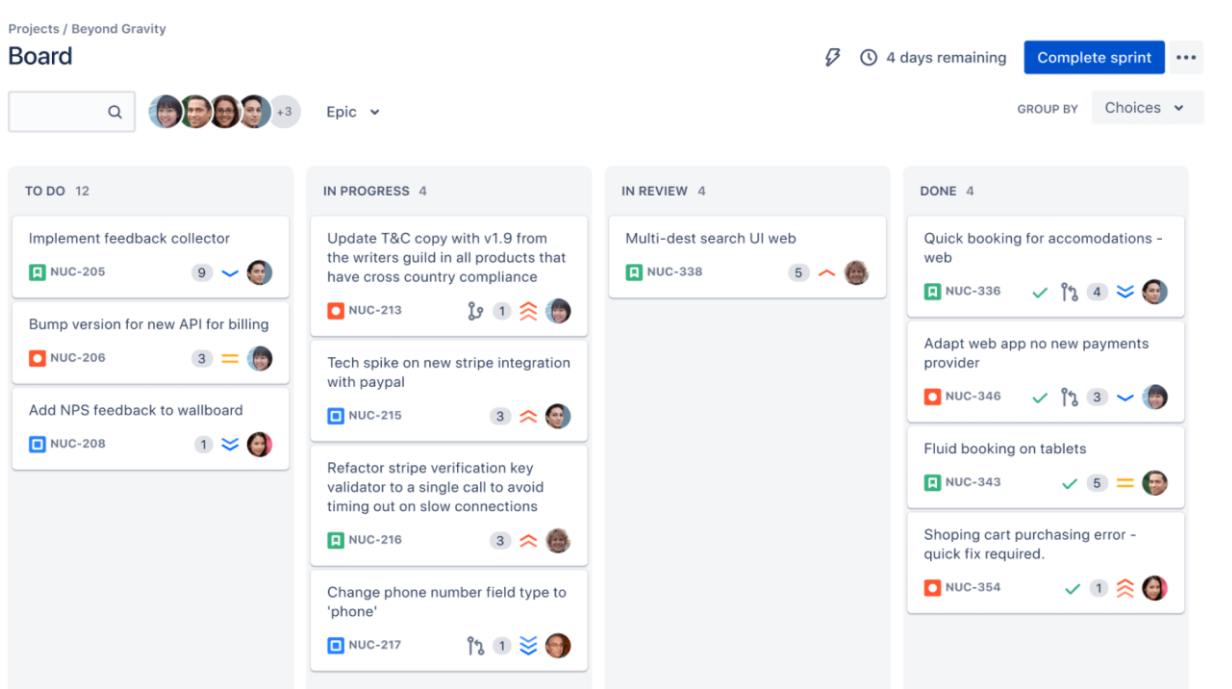 Projects / Beyond Gravity
Board
4 days remaining
Complete sprint
+3
Epic
GROUP BY
Choices
TO DO 12
Implement feedback collector
NUC-205
9
Bump version for new API for billing
NUC-206
3
Add NPS feedback to wallboard
NUC-208
1
IN PROGRESS 4
Update T&C copy with v1.9 from
the writers guild in all products that
have cross country compliance
NUC-213
1
Tech spike on new stripe integration
with paypal
NUC-215
3
Refactor stripe verification key
validator to a single call to avoid
timing out on slow connections
NUC-216
3
Change phone number field type to
'phone'
NUC-217
1
IN REVIEW 4
Multi-dest search UI web
NUC-338
5
DONE 4
Quick booking for accomodations -
web
NUC-336
4
Adapt web app no new payments
provider
NUC-346
3
Fluid booking on tablets
NUC-343
5
Shoping cart purchasing error -
quick fix required.
NUC-354
1